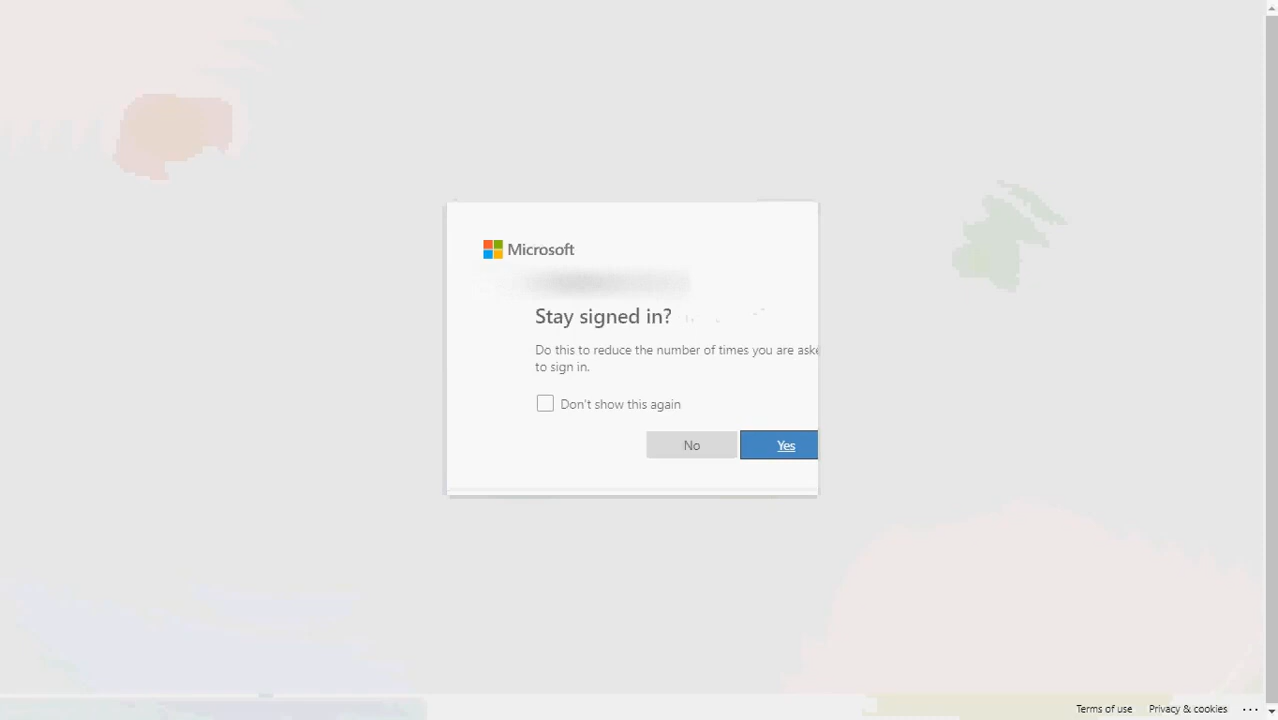 Microsoft
Stay signed in?
Do this to reduce the number of times you are aske
to sign in.
Don't show this again
No
Yes
Terms of use
Privacy & cookies
...